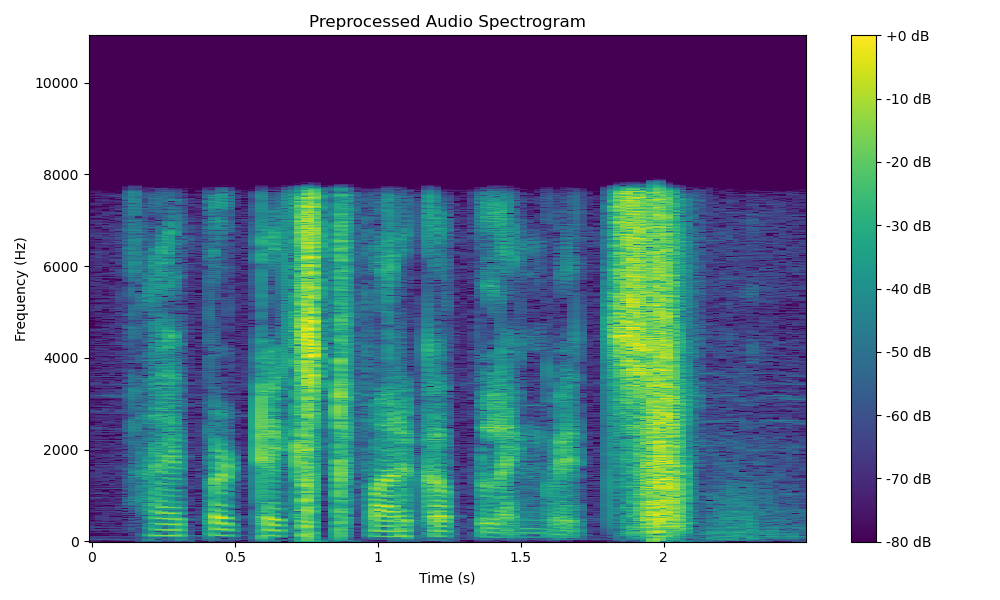 Preprocessed Audio Spectrogram
+0 dB
10000
-10 dB
8000
-20 dB
-30 dB
6000
Frequency (Hz)
-40 dB
4000
-50 dB
-60 dB
2000
-70 dB
0
-80 dB
0 0.5 1 1.5 2
Time (s)